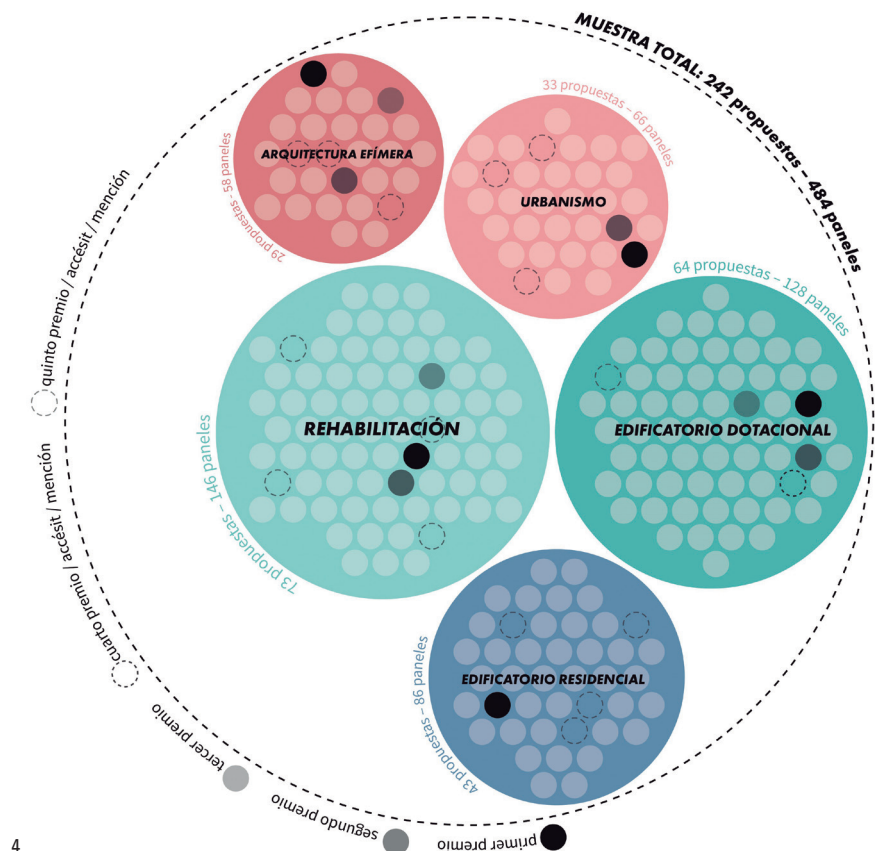 MUESTRA TOTAL: 242 propuestas – 484 paneles
29 propuestas – 58 paneles
ARQUITECTURA EFÍMERA
33 propuestas – 66 paneles
URBANISMO
73 propuestas – 146 paneles
REHABILITACIÓN
64 propuestas – 128 paneles
EDIFICATORIO DOTACIONAL
43 propuestas – 86 paneles
EDIFICATORIO RESIDENCIAL
quinto premio / accésit / mención
cuarto premio / accésit / mención
tercer premio
segundo premio
primer premio
4